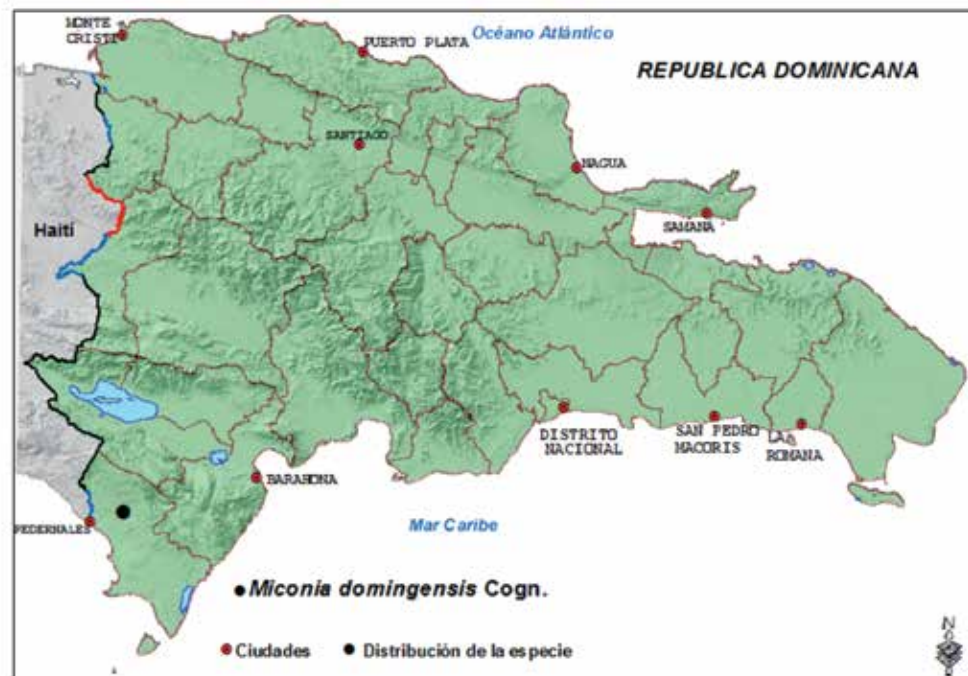 MONTE
CRISTI
PUERTO PLATA
Océano Atlántico
REPUBLICA DOMINICANA
SANTIAGO
NAGUA
SAMANA
Haití
DISTRITO
NACIONAL
SAN PEDRO
MACORIS
LA
ROMANA
BARAHONA
PEDERNALES
Mar Caribe
Miconia domingensis Cogn.
Ciudades
Distribución de la especie
N